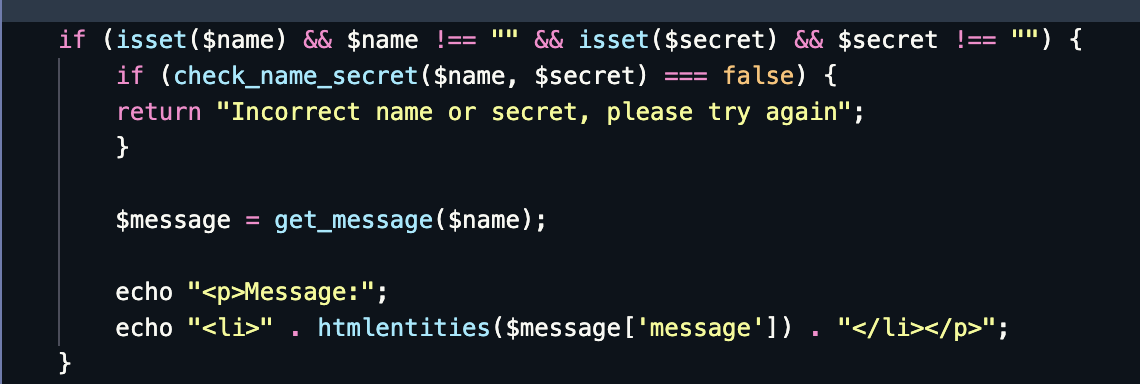 if (isset($name) && $name !== "" && isset($secret) && $secret !== "") {
if (check_name_secret($name, $secret) === false) {
return "Incorrect name or secret, please try again";
}
$message = get_message($name);
echo "<p>Message:";
echo "<li>" . htmlentities($message['message']) . "</li></p>";
}